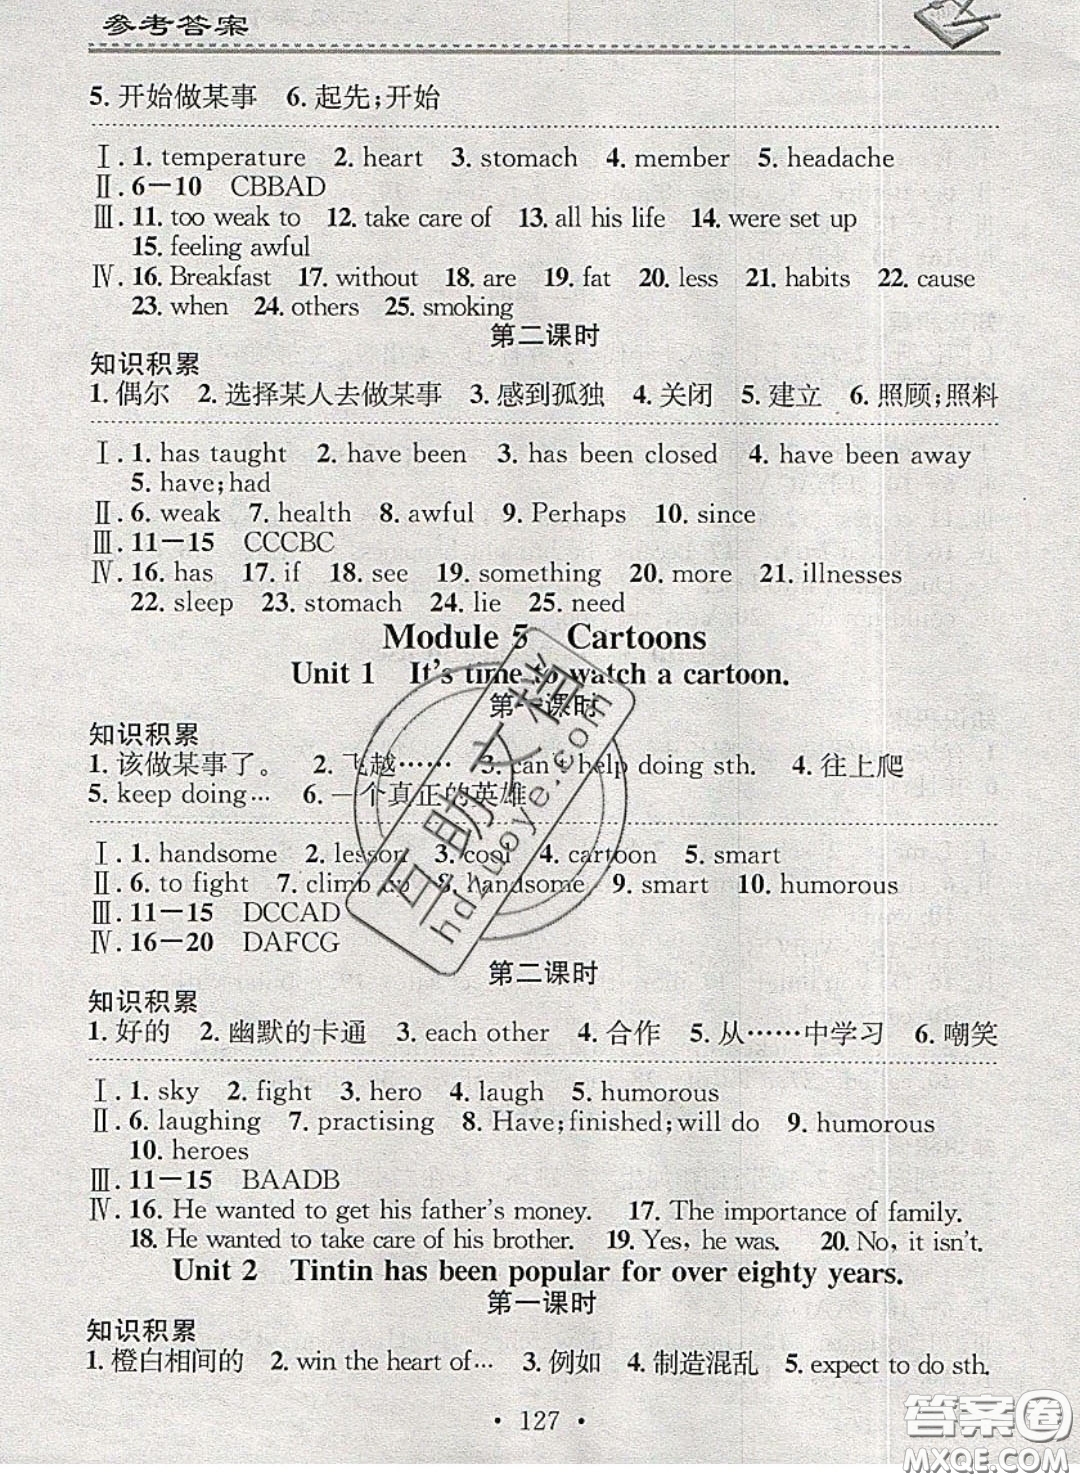 参考答案
5. 开始做某事 6. 起先;开始
Ⅰ. 1. temperature 2. heart 3. stomach 4. member 5. headache
Ⅱ. 6—10 CBBAD
Ⅲ. 11. too weak to 12. take care of 13. all his life 14. were set up
15. feeling awful
Ⅳ. 16. Breakfast 17. without 18. are 19. fat 20. less 21. habits 22. cause
23. when 24. others 25. smoking
第二课时
知识积累
1. 偶尔 2. 选择某人去做某事 3. 感到孤独 4. 关闭 5. 建立 6. 照顾;照料
Ⅰ. 1. has taught 2. have been 3. has been closed 4. have been away
5. have;had
Ⅱ. 6. weak 7. health 8. awful 9. Perhaps 10. since
Ⅲ. 11—15 CCCBC
Ⅳ. 16. has 17. if 18. see 19. something 20. more 21. illnesses
22. sleep 23. stomach 24. lie 25. need
Module 5 Cartoons
Unit 1 It's time to watch a cartoon.
第一课时
知识积累
1. 该做某事了。 2. 飞越…… 3. can't help doing sth. 4. 往上爬
5. keep doing… 6. 一个真正的英雄
Ⅰ. 1. handsome 2. lesson 3. cool 4. cartoon 5. smart
Ⅱ. 6. to fight 7. climb up 8. handsome 9. smart 10. humorous
Ⅲ. 11—15 DCCAD
Ⅳ. 16—20 DAFCG
第二课时
知识积累
1. 好的 2. 幽默的卡通 3. each other 4. 合作 5. 从……中学习 6. 嘲笑
Ⅰ. 1. sky 2. fight 3. hero 4. laugh 5. humorous
Ⅱ. 6. laughing 7. practising 8. Have;finished;will do 9. humorous
10. heroes
Ⅲ. 11—15 BAADB
Ⅳ. 16. He wanted to get his father's money. 17. The importance of family.
18. He wanted to take care of his brother. 19. Yes, he was. 20. No, it isn't.
Unit 2 Tintin has been popular for over eighty years.
第一课时
知识积累
1. 橙白相间的 2. win the heart of… 3. 例如 4. 制造混乱 5. expect to do sth.
• 127 •
互助文档
hdzuoye.com
答案圈
MXQE.COM